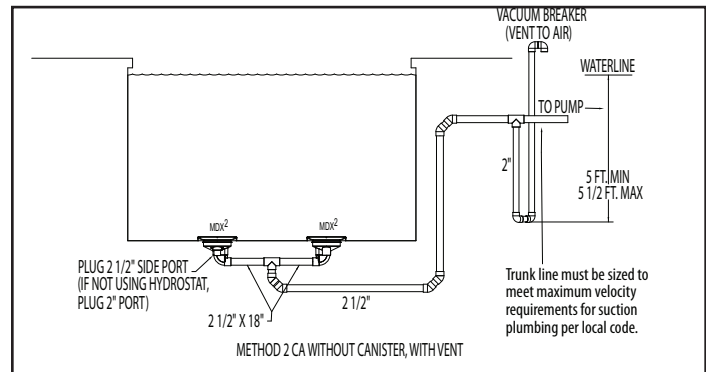 VACUUM BREAKER
(VENT TO AIR)
WATERLINE
TO PUMP
2"
5 FT. MIN
5 1/2 FT. MAX
MDX2
MDX2
PLUG 2 1/2" SIDE PORT
(IF NOT USING HYDROSTAT,
PLUG 2" PORT)
2 1/2" X 18"
2 1/2"
Trunk line must be sized to
meet maximum velocity
requirements for suction
plumbing per local code.
METHOD 2 CA WITHOUT CANISTER, WITH VENT